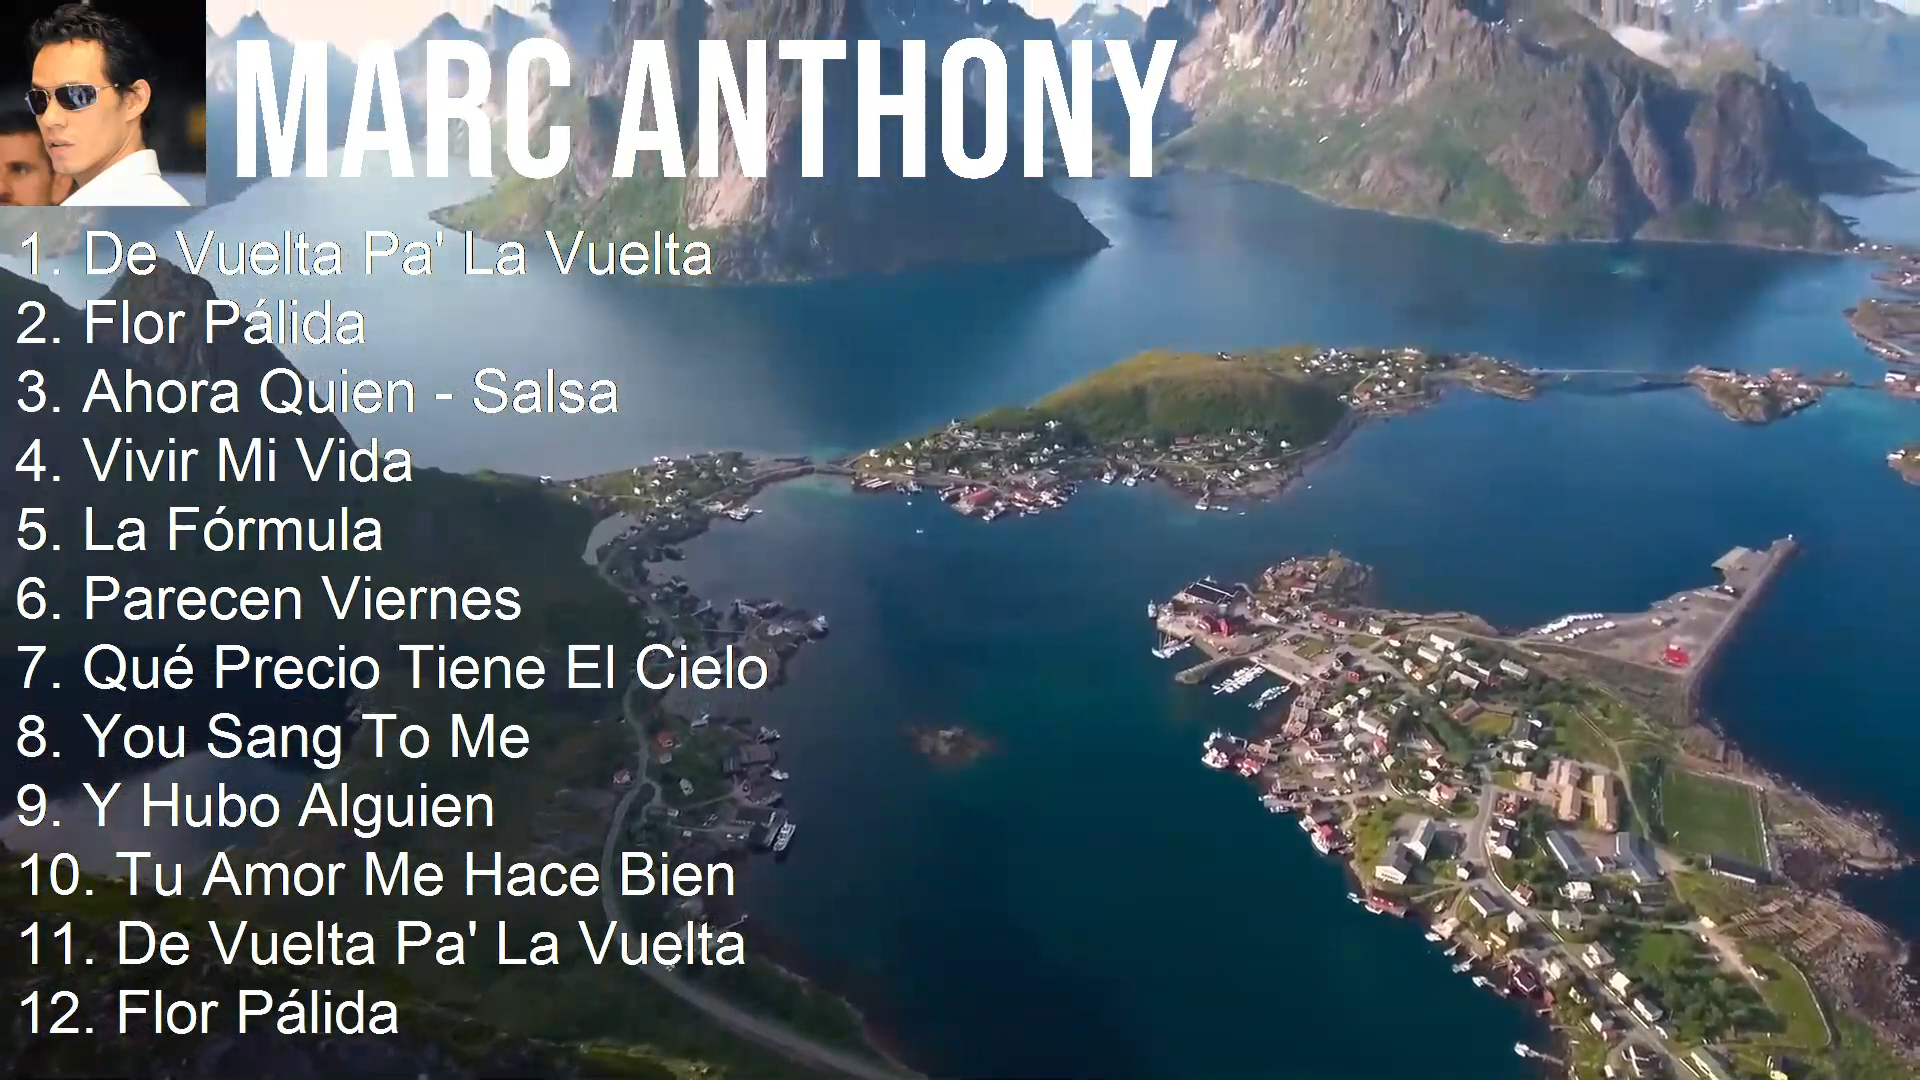 MARC ANTHONY
1. De Vuelta Pa' La Vuelta
2. Flor Pálida
3. Ahora Quien - Salsa
4. Vivir Mi Vida
5. La Fórmula
6. Parecen Viernes
7. Qué Precio Tiene El Cielo
8. You Sang To Me
9. Y Hubo Alguien
10. Tu Amor Me Hace Bien
11. De Vuelta Pa' La Vuelta
12. Flor Pálida